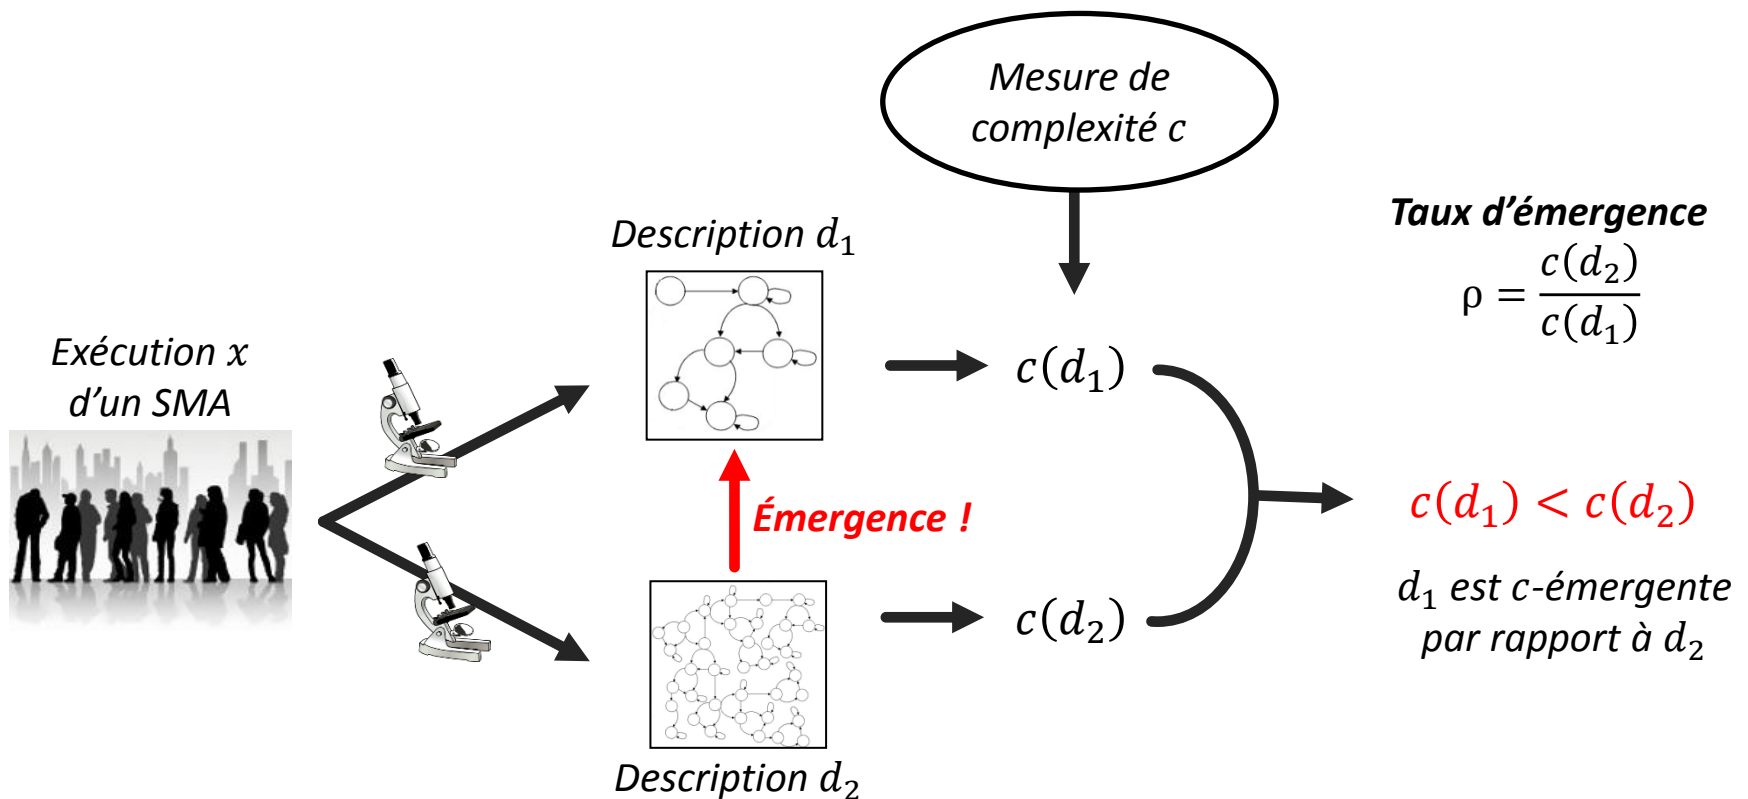 Mesure de
complexité c
Description d₁
Taux d'émergence
ρ = c(d₂)/c(d₁)
Exécution x
d'un SMA
c(d₁)
Émergence !
c(d₁) < c(d₂)
c(d₂)
d₁ est c-émergente
par rapport à d₂
Description d₂